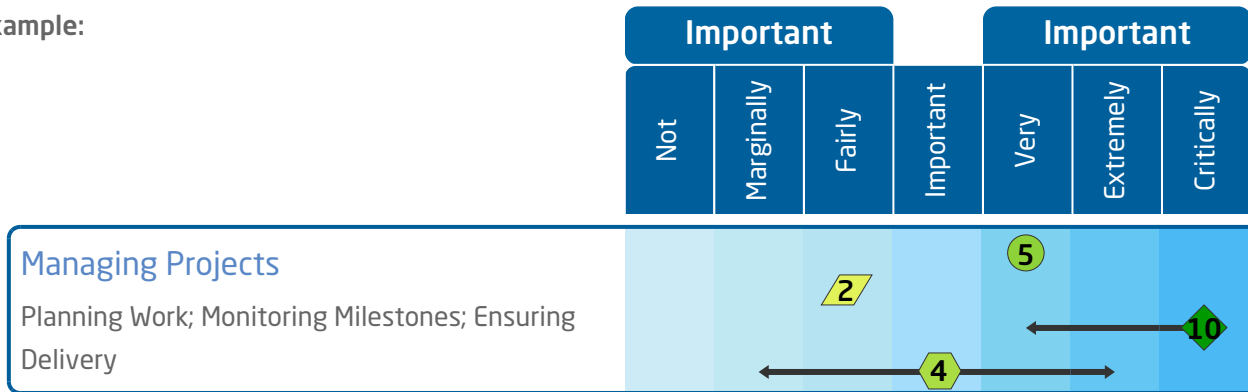 xample:
Important Important
Not Marginally Fairly Important Very Extremely Critically
Managing Projects
5
2
Planning Work; Monitoring Milestones; Ensuring
10
Delivery
4